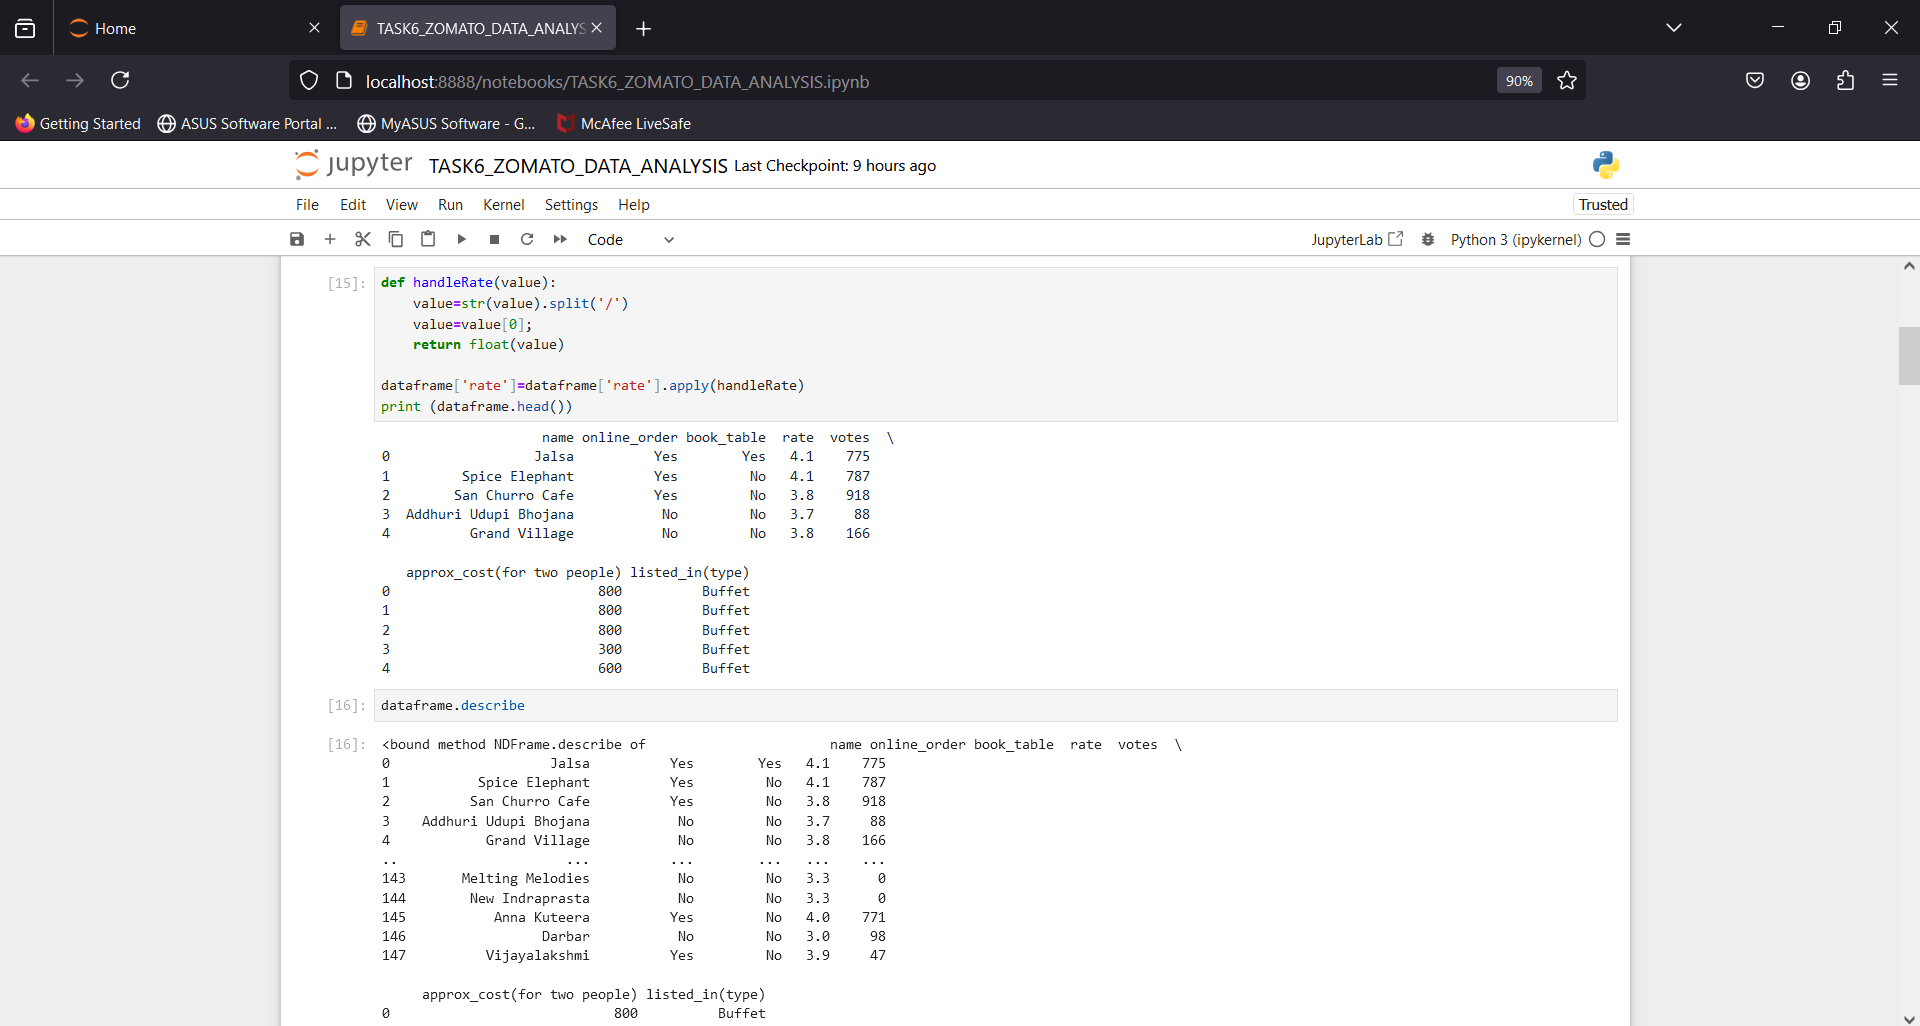 Home
TASK6_ZOMATO_DATA_ANALYS
localhost:8888/notebooks/TASK6_ZOMATO_DATA_ANALYSIS.ipynb
90%
Getting Started
ASUS Software Portal ...
MyASUS Software - G...
McAfee LiveSafe
jupyter TASK6_ZOMATO_DATA_ANALYSIS Last Checkpoint: 9 hours ago
File Edit View Run Kernel Settings Help
Trusted
Code
JupyterLab
Python 3 (ipykernel)
[15]: def handleRate(value):
    value=str(value).split('/')
    value=value[0];
    return float(value)
dataframe['rate']=dataframe['rate'].apply(handleRate)
print (dataframe.head())
name online_order book_table rate votes \
0 Jalsa Yes Yes 4.1 775
1 Spice Elephant Yes No 4.1 787
2 San Churro Cafe Yes No 3.8 918
3 Addhuri Udupi Bhojana No No 3.7 88
4 Grand Village No No 3.8 166
approx_cost(for two people) listed_in(type)
0 800 Buffet
1 800 Buffet
2 800 Buffet
3 300 Buffet
4 600 Buffet
[16]: dataframe.describe
[16]: <bound method NDFrame.describe of name online_order book_table rate votes \
0 Jalsa Yes Yes 4.1 775
1 Spice Elephant Yes No 4.1 787
2 San Churro Cafe Yes No 3.8 918
3 Addhuri Udupi Bhojana No No 3.7 88
4 Grand Village No No 3.8 166
.. ... ... ... ... ...
143 Melting Melodies No No 3.3 0
144 New Indraprasta No No 3.3 0
145 Anna Kuteera Yes No 4.0 771
146 Darbar No No 3.0 98
147 Vijayalakshmi Yes No 3.9 47
approx_cost(for two people) listed_in(type)
0 800 Buffet